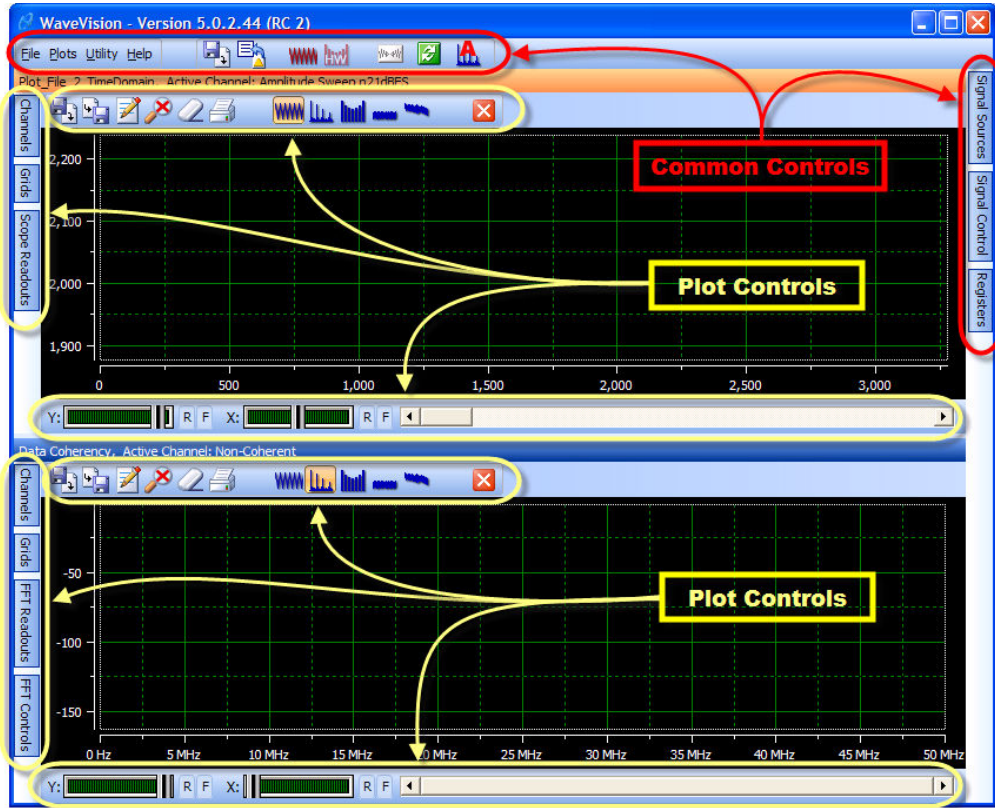 WaveVision - Version 5.0.2.44 (RC 2)
File Plots Utility Help
HW
A
Plot_File_2_TimeDomain, Active Channel: Amplitude Sweep n21dBFS
Channels
Grids
Scope Readouts
Signal Sources
Signal Control
Registers
Common Controls
Plot Controls
2,200
2,100
2,000
1,900
0 500 1,000 1,500 2,000 2,500 3,000
Y: R F X: R F
Data Coherency, Active Channel: Non-Coherent
Channels
Grids
FFT Readouts
FFT Controls
Plot Controls
-50
-100
-150
0 Hz 5 MHz 10 MHz 15 MHz 20 MHz 25 MHz 30 MHz 35 MHz 40 MHz 45 MHz 50 MHz
Y: R F X: R F